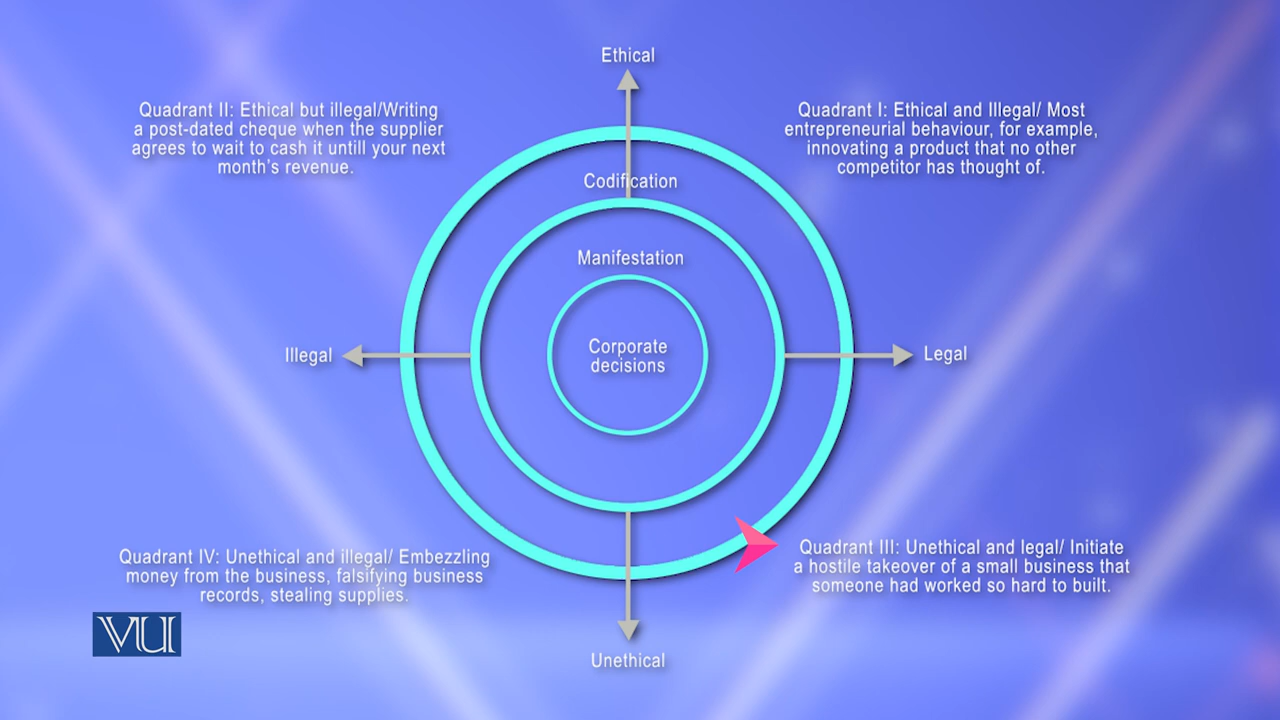 Ethical
Quadrant II: Ethical but illegal/Writing
a post-dated cheque when the supplier
agrees to wait to cash it untill your next
month's revenue.
Quadrant I: Ethical and Illegal/ Most
entrepreneurial behaviour, for example,
innovating a product that no other
competitor has thought of.
Codification
Manifestation
Corporate
decisions
Illegal
Legal
Quadrant IV: Unethical and illegal/ Embezzling
money from the business, falsifying business
records, stealing supplies.
Quadrant III: Unethical and legal/ Initiate
a hostile takeover of a small business that
someone had worked so hard to built.
VU
Unethical